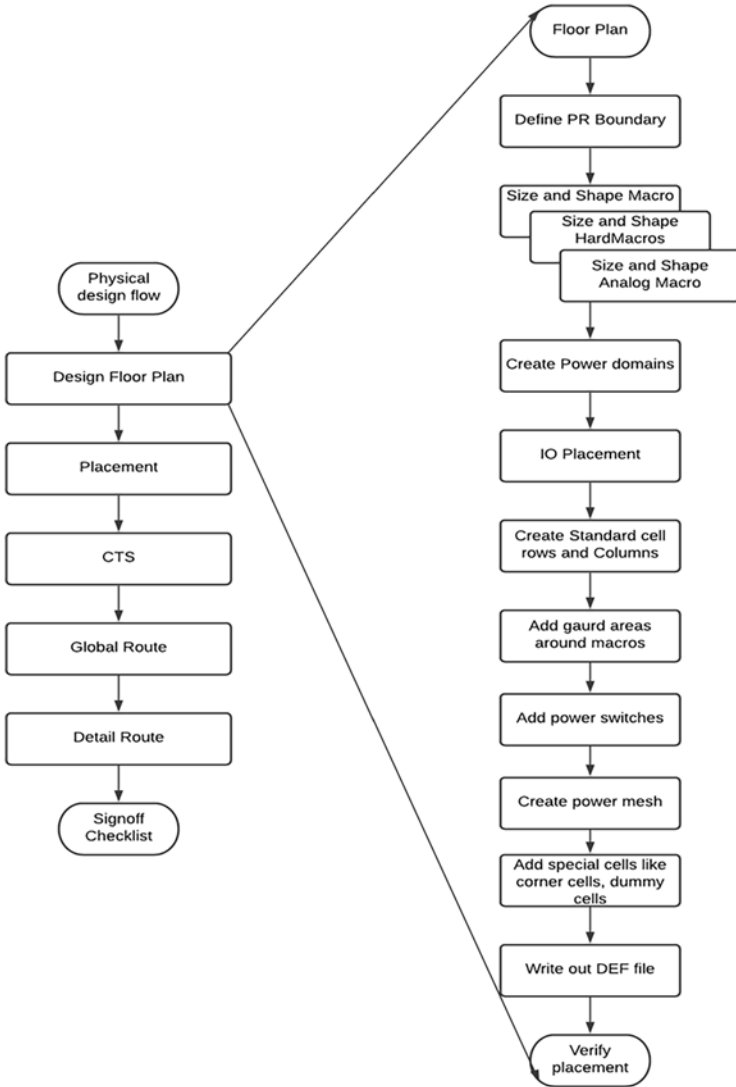 Physical
design flow
Design Floor Plan
Placement
CTS
Global Route
Detail Route
Signoff
Checklist
Floor Plan
Define PR Boundary
Size and Shape Macro
Size and Shape
HardMacros
Size and Shape
Analog Macro
Create Power domains
IO Placement
Create Standard cell
rows and Columns
Add gaurd areas
around macros
Add power switches
Create power mesh
Add special cells like
corner cells, dummy
cells
Write out DEF file
Verify
placement